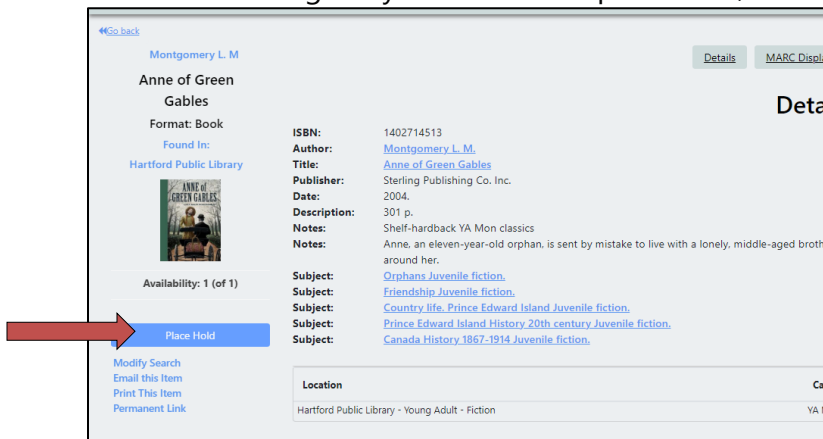 Go back
Montgomery L. M
Anne of Green
Gables
Format: Book
Found In:
Hartford Public Library
ANNE of
GREEN GABLES
Availability: 1 (of 1)
Place Hold
Modify Search
Email this Item
Print This Item
Permanent Link
Details MARC Displa
Deta
ISBN: 1402714513
Author: Montgomery L. M.
Title: Anne of Green Gables
Publisher: Sterling Publishing Co. Inc.
Date: 2004.
Description: 301 p.
Notes: Shelf-hardback YA Mon classics
Notes: Anne, an eleven-year-old orphan, is sent by mistake to live with a lonely, middle-aged broth
around her.
Subject: Orphans Juvenile fiction.
Subject: Friendship Juvenile fiction.
Subject: Country life. Prince Edward Island Juvenile fiction.
Subject: Prince Edward Island History 20th century Juvenile fiction.
Subject: Canada History 1867-1914 Juvenile fiction.
Location Ca
Hartford Public Library - Young Adult - Fiction YA